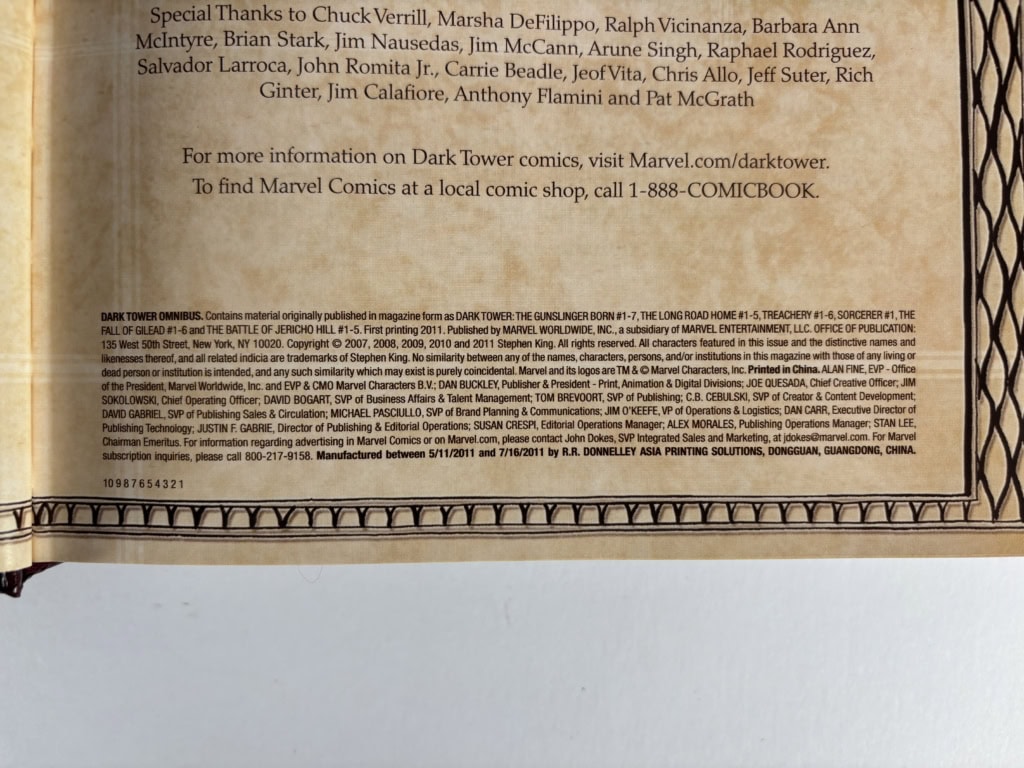 Special Thanks to Chuck Verrill, Marsha DeFilippo, Ralph Vicinanza, Barbara Ann
McIntyre, Brian Stark, Jim Nausedas, Jim McCann, Arune Singh, Raphael Rodriguez,
Salvador Larroca, John Romita Jr., Carrie Beadle, Jeof Vita, Chris Allo, Jeff Suter, Rich
Ginter, Jim Calafiore, Anthony Flamini and Pat McGrath
For more information on Dark Tower comics, visit Marvel.com/darktower.
To find Marvel Comics at a local comic shop, call 1-888-COMICBOOK.
DARK TOWER OMNIBUS. Contains material originally published in magazine form as DARK TOWER: THE GUNSLINGER BORN #1-7, THE LONG ROAD HOME #1-5, TREACHERY #1-6, SORCERER #1, THE
FALL OF GILEAD #1-6 and THE BATTLE OF JERICHO HILL #1-5. First printing 2011. Published by MARVEL WORLDWIDE, INC., a subsidiary of MARVEL ENTERTAINMENT, LLC. OFFICE OF PUBLICATION:
135 West 50th Street, New York, NY 10020. Copyright © 2007, 2008, 2009, 2010 and 2011 Stephen King. All rights reserved. All characters featured in this issue and the distinctive names and
likenesses thereof, and all related indicia are trademarks of Stephen King. No similarity between any of the names, characters, persons, and/or institutions in this magazine with those of any living or
dead person or institution is intended, and any such similarity which may exist is purely coincidental. Marvel and its logos are TM & © Marvel Characters, Inc. Printed in China. ALAN FINE, EVP - Office
of the President, Marvel Worldwide, Inc. and EVP & CMO Marvel Characters B.V.; DAN BUCKLEY, Publisher & President - Print, Animation & Digital Divisions; JOE QUESADA, Chief Creative Officer; JIM
SOKOLOWSKI, Chief Operating Officer; DAVID BOGART, SVP of Business Affairs & Talent Management; TOM BREVOORT, SVP of Publishing; C.B. CEBULSKI, SVP of Creator & Content Development;
DAVID GABRIEL, SVP of Publishing Sales & Circulation; MICHAEL PASCIULLO, SVP of Brand Planning & Communications; JIM O'KEEFE, VP of Operations & Logistics; DAN CARR, Executive Director of
Publishing Technology; JUSTIN F. GABRIE, Director of Publishing & Editorial Operations; SUSAN CRESPI, Editorial Operations Manager; ALEX MORALES, Publishing Operations Manager; STAN LEE,
Chairman Emeritus. For information regarding advertising in Marvel Comics or on Marvel.com, please contact John Dokes, SVP Integrated Sales and Marketing, at jdokes@marvel.com. For Marvel
subscription inquiries, please call 800-217-9158. Manufactured between 5/11/2011 and 7/16/2011 by R.R. DONNELLEY ASIA PRINTING SOLUTIONS, DONGGUAN, GUANGDONG, CHINA.
10 9 8 7 6 5 4 3 2 1